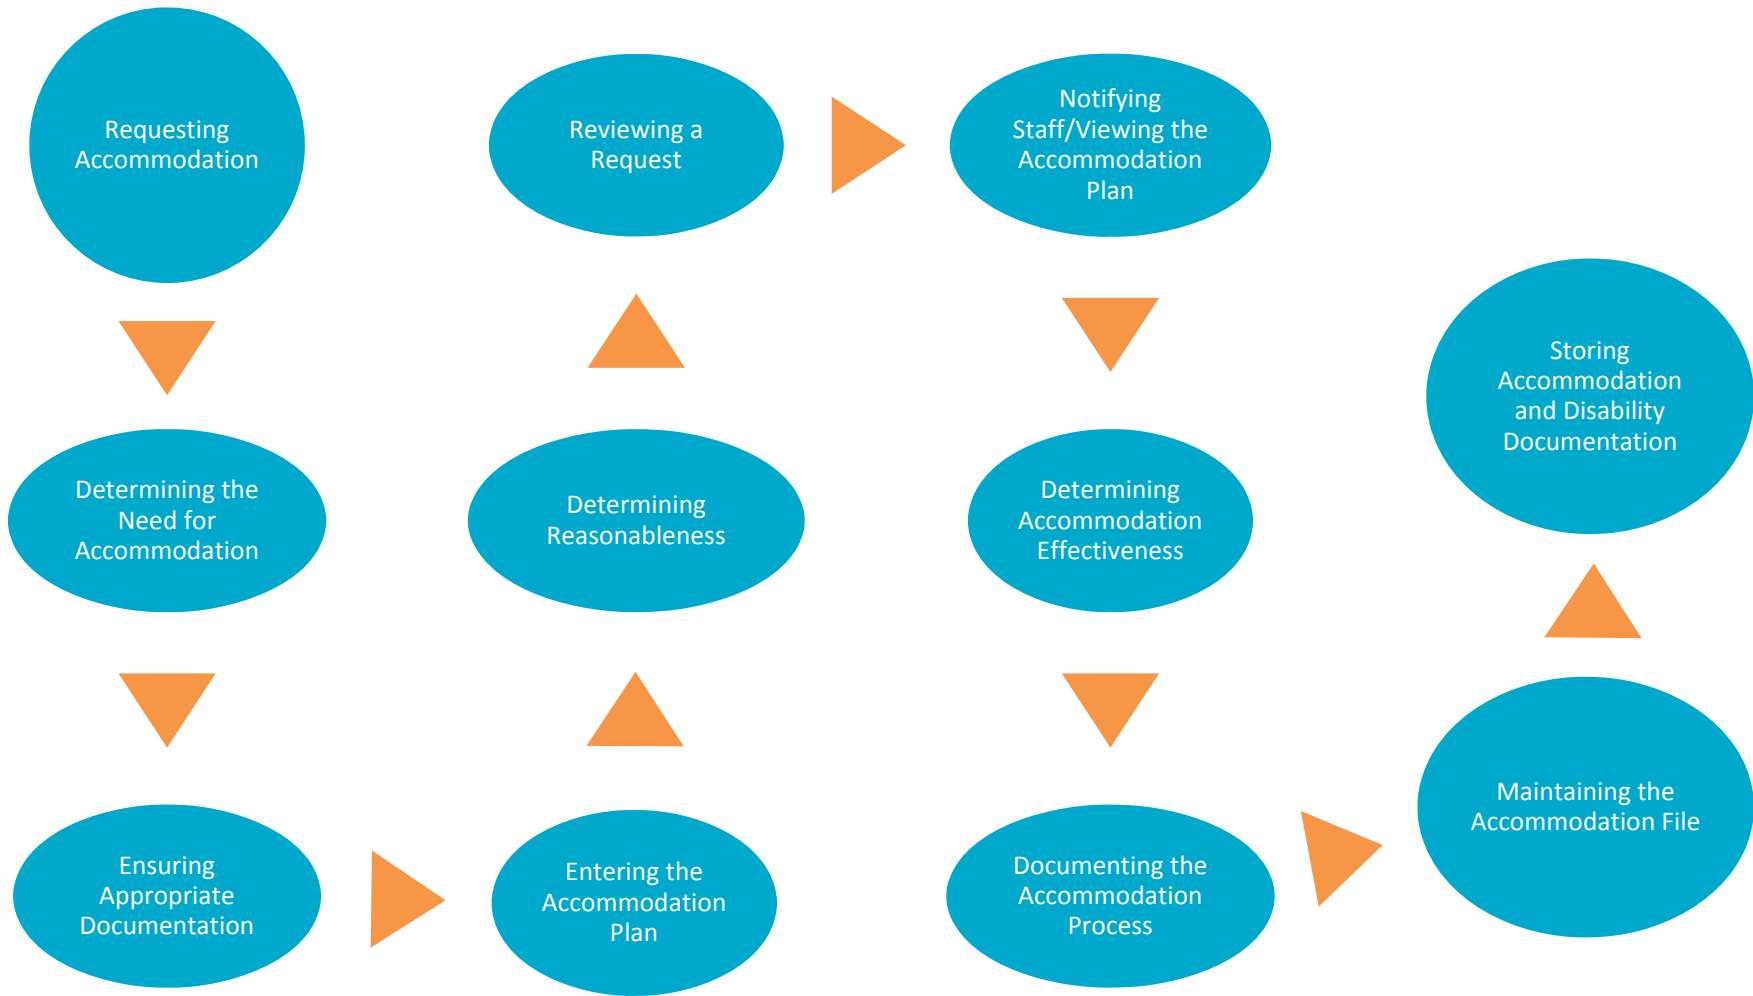 Requesting
Accommodation
Determining the
Need for
Accommodation
Ensuring
Appropriate
Documentation
Entering the
Accommodation
Plan
Determining
Reasonableness
Reviewing a
Request
Notifying
Staff/Viewing the
Accommodation
Plan
Determining
Accommodation
Effectiveness
Documenting the
Accommodation
Process
Maintaining the
Accommodation File
Storing
Accommodation
and Disability
Documentation